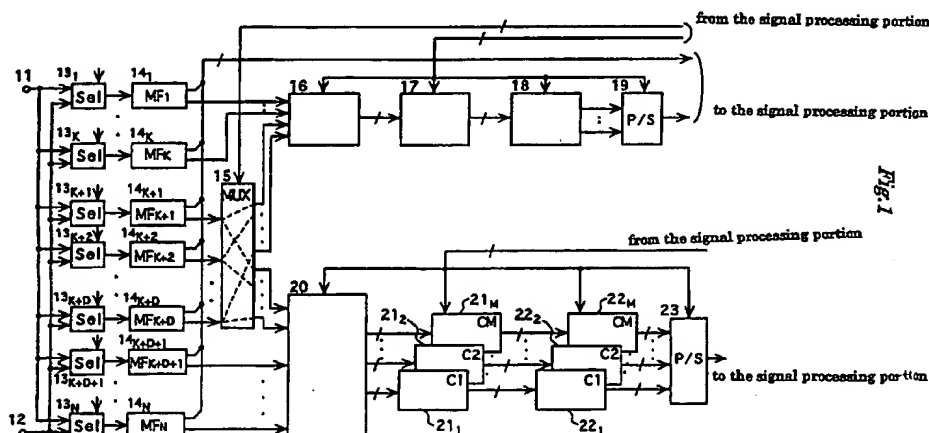 from the signal processing portion
11
13₁
Sel
14₁
MF1
16
17
18
19
P/S
to the signal processing portion
13K
Sel
14K
MFK
15
MUX
13K+1
Sel
14K+1
MFK+1
13K+2
Sel
14K+2
MFK+2
Fig.1
from the signal processing portion
20
13K+D
Sel
14K+D
MFK+D
21M
CM
21₂
C2
C1
21₁
22M
CM
22₂
C2
C1
22₁
23
P/S
to the signal processing portion
14K+D+1
Sel
MFK+D+1
13K+D+1
13N
Sel
14N
MFN
12